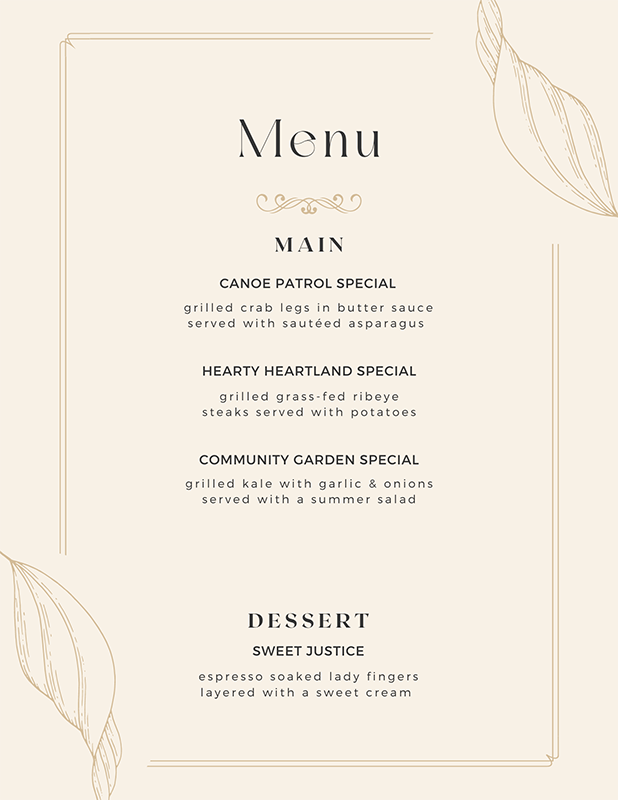 Menu
MAIN
CANOE PATROL SPECIAL
grilled crab legs in butter sauce
served with sautéed asparagus
HEARTY HEARTLAND SPECIAL
grilled grass-fed ribeye
steaks served with potatoes
COMMUNITY GARDEN SPECIAL
grilled kale with garlic & onions
served with a summer salad
DESSERT
SWEET JUSTICE
espresso soaked lady fingers
layered with a sweet cream